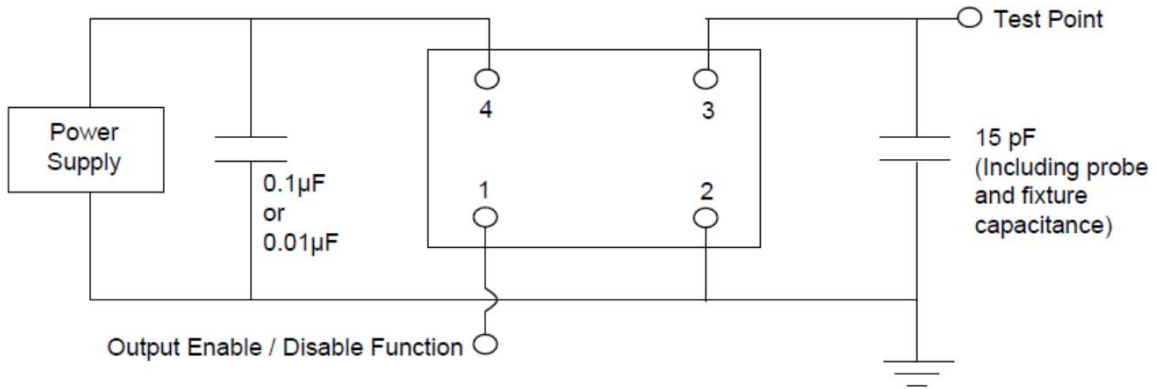 Test Point
4
3
Power
Supply
15 pF
(Including probe
and fixture
capacitance)
0.1µF
or
0.01µF
1
2
Output Enable / Disable Function